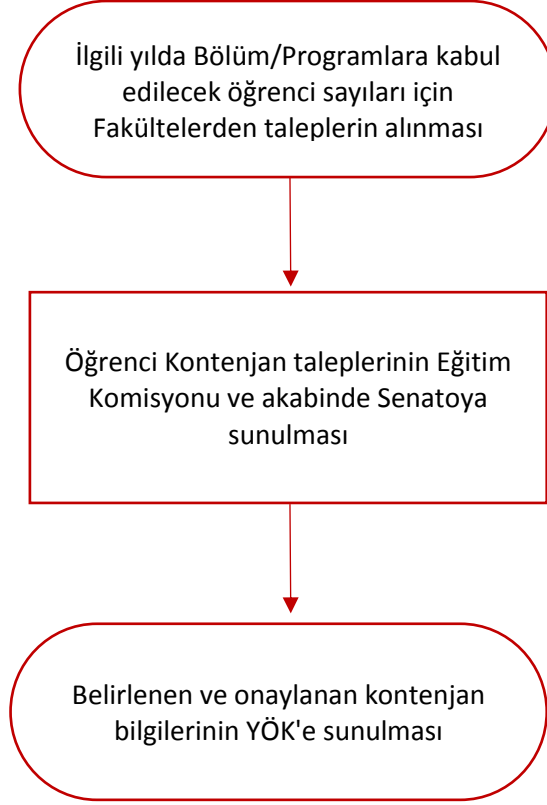 İlgili yılda Bölüm/Programlara kabul
edilecek öğrenci sayıları için
Fakültelerden taleplerin alınması
Öğrenci Kontenjan taleplerinin Eğitim
Komisyonu ve akabinde Senatoya
sunulması
Belirlenen ve onaylanan kontenjan
bilgilerinin YÖK'e sunulması